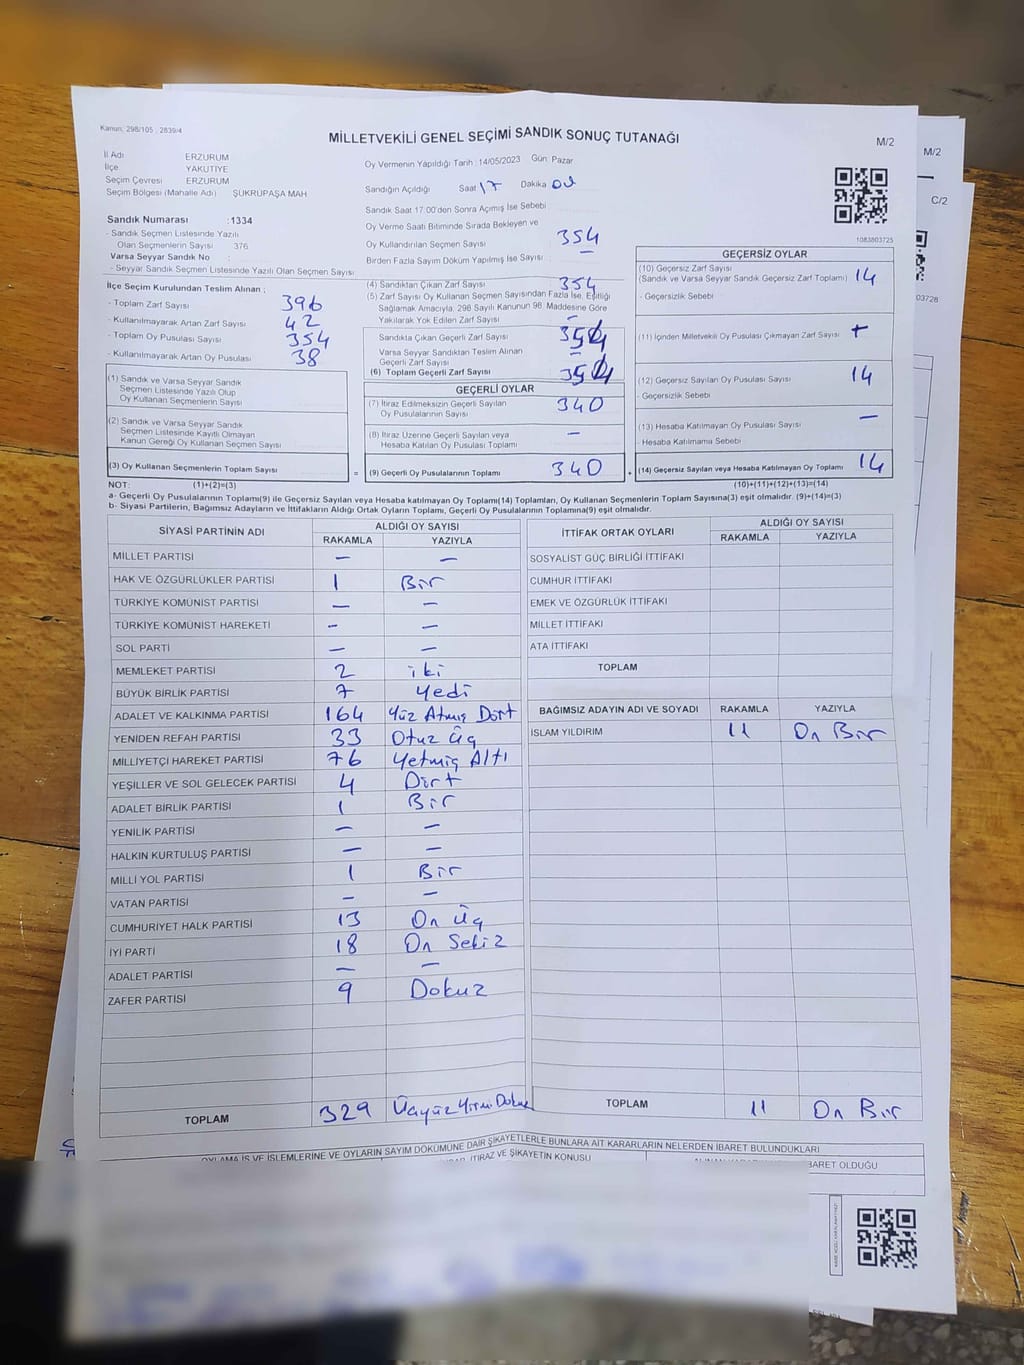 Kanun; 298/105 , 2839/4
MİLLETVEKİLİ GENEL SEÇİMİ SANDIK SONUÇ TUTANAĞI
M/2
İl Adı ERZURUM
İlçe YAKUTİYE
Seçim Çevresi ERZURUM
Seçim Bölgesi (Mahalle Adı) ŞÜKRÜPAŞA MAH
Sandık Numarası :1334
- Sandık Seçmen Listesinde Yazılı
Olan Seçmenlerin Sayısı 376
Varsa Seyyar Sandık No :
- Seyyar Sandık Seçmen Listesinde Yazılı Olan Seçmen Sayısı :
İlçe Seçim Kurulundan Teslim Alınan ;
- Toplam Zarf Sayısı 396
- Kullanılmayarak Artan Zarf Sayısı 42
- Toplam Oy Pusulası Sayısı 354
- Kullanılmayarak Artan Oy Pusulası 38
Oy Vermenin Yapıldığı Tarih :14/05/2023 Gün: Pazar
Sandığın Açıldığı Saat 17 Dakika
Sandık Saat 17:00'den Sonra Açılmış İse Sebebi
Oy Verme Saati Bitiminde Sırada Bekleyen ve
Oy Kullandırılan Seçmen Sayısı 354
Birden Fazla Sayım Döküm Yapılmış İse Sayısı : —
(4) Sandıktan Çıkan Zarf Sayısı 354
(5) Zarf Sayısı Oy Kullanan Seçmen Sayısından Fazla İse, Eşitliği
Sağlamak Amacıyla, 298 Sayılı Kanunun 98. Maddesine Göre
Yakılarak Yok Edilen Zarf Sayısı —
Sandıkta Çıkan Geçerli Zarf Sayısı 354
Varsa Seyyar Sandıktan Teslim Alınan
Geçerli Zarf Sayısı —
(6) Toplam Geçerli Zarf Sayısı 354
GEÇERLİ OYLAR
(7) İtiraz Edilmeksizin Geçerli Sayılan
Oy Pusulalarının Sayısı 340
(8) İtiraz Üzerine Geçerli Sayılan veya
Hesaba Katılan Oy Pusulası Toplamı —
(9) Geçerli Oy Pusulalarının Toplamı 340
1083803725
GEÇERSİZ OYLAR
(10) Geçersiz Zarf Sayısı
(Sandık ve Varsa Seyyar Sandık Geçersiz Zarf Toplamı) 14
- Geçersizlik Sebebi
(11) İçinden Milletvekili Oy Pusulası Çıkmayan Zarf Sayısı
(12) Geçersiz Sayılan Oy Pusulası Sayısı 14
- Geçersizlik Sebebi
(13) Hesaba Katılmayan Oy Pusulası Sayısı —
- Hesaba Katılmama Sebebi
(14) Geçersiz Sayılan veya Hesaba Katılmayan Oy Toplamı 14
(10)+(11)+(12)+(13)=(14)
(1) Sandık ve Varsa Seyyar Sandık
Seçmen Listesinde Yazılı Olup
Oy Kullanan Seçmenlerin Sayısı
(2) Sandık ve Varsa Seyyar Sandık
Seçmen Listesinde Kayıtlı Olmayan
Kanun Gereği Oy Kullanan Seçmen Sayısı
(3) Oy Kullanan Seçmenlerin Toplam Sayısı
=
+
NOT: (1)+(2)=(3)
a- Geçerli Oy Pusulalarının Toplamı(9) ile Geçersiz Sayılan veya Hesaba katılmayan Oy Toplamı(14) Toplamları, Oy Kullanan Seçmenlerin Toplam Sayısına(3) eşit olmalıdır. (9)+(14)=(3)
b- Siyasi Partilerin, Bağımsız Adayların ve İttifakların Aldığı Oyların Toplamı, Geçerli Oy Pusulalarının Toplamına(9) eşit olmalıdır.
SİYASİ PARTİNİN ADI ALDIĞI OY SAYISI
RAKAMLA YAZIYLA
MİLLET PARTİSİ — —
HAK VE ÖZGÜRLÜKLER PARTİSİ 1 Bir
TÜRKİYE KOMÜNİST PARTİSİ — —
TÜRKİYE KOMÜNİST HAREKETİ — —
SOL PARTİ — —
MEMLEKET PARTİSİ 2 iki
BÜYÜK BİRLİK PARTİSİ 7 Yedi
ADALET VE KALKINMA PARTİSİ 164 Yüz Atmış Dört
YENİDEN REFAH PARTİSİ 33 Otuz üç
MİLLİYETÇİ HAREKET PARTİSİ 76 Yetmiş Altı
YEŞİLLER VE SOL GELECEK PARTİSİ 4 Dört
ADALET BİRLİK PARTİSİ 1 Bir
YENİLİK PARTİSİ — —
HALKIN KURTULUŞ PARTİSİ — —
MİLLİ YOL PARTİSİ 1 Bir
VATAN PARTİSİ — —
CUMHURİYET HALK PARTİSİ 13 On üç
İYİ PARTİ 18 On Sekiz
ADALET PARTİSİ — —
ZAFER PARTİSİ 9 Dokuz
TOPLAM 329 Üçyüz Yirmi Dokuz
İTTİFAK ORTAK OYLARI ALDIĞI OY SAYISI
RAKAMLA YAZIYLA
SOSYALİST GÜÇ BİRLİĞİ İTTİFAKI
CUMHUR İTTİFAKI
EMEK VE ÖZGÜRLÜK İTTİFAKI
MİLLET İTTİFAKI
ATA İTTİFAKI
TOPLAM
BAĞIMSIZ ADAYIN ADI VE SOYADI RAKAMLA YAZIYLA
İSLAM YILDIRIM 11 On Bir
TOPLAM 11 On Bir
OYLAMA İŞ VE İŞLEMLERİNE VE OYLARIN SAYIM DÖKÜMÜNE DAİR ŞİKAYETLERLE BUNLARA AİT KARARLARIN NELERDEN İBARET BULUNDUKLARI
İTİRAZ VE ŞİKAYETİN KONUSU
BARET OLDUĞU
M/2
C/2
03728